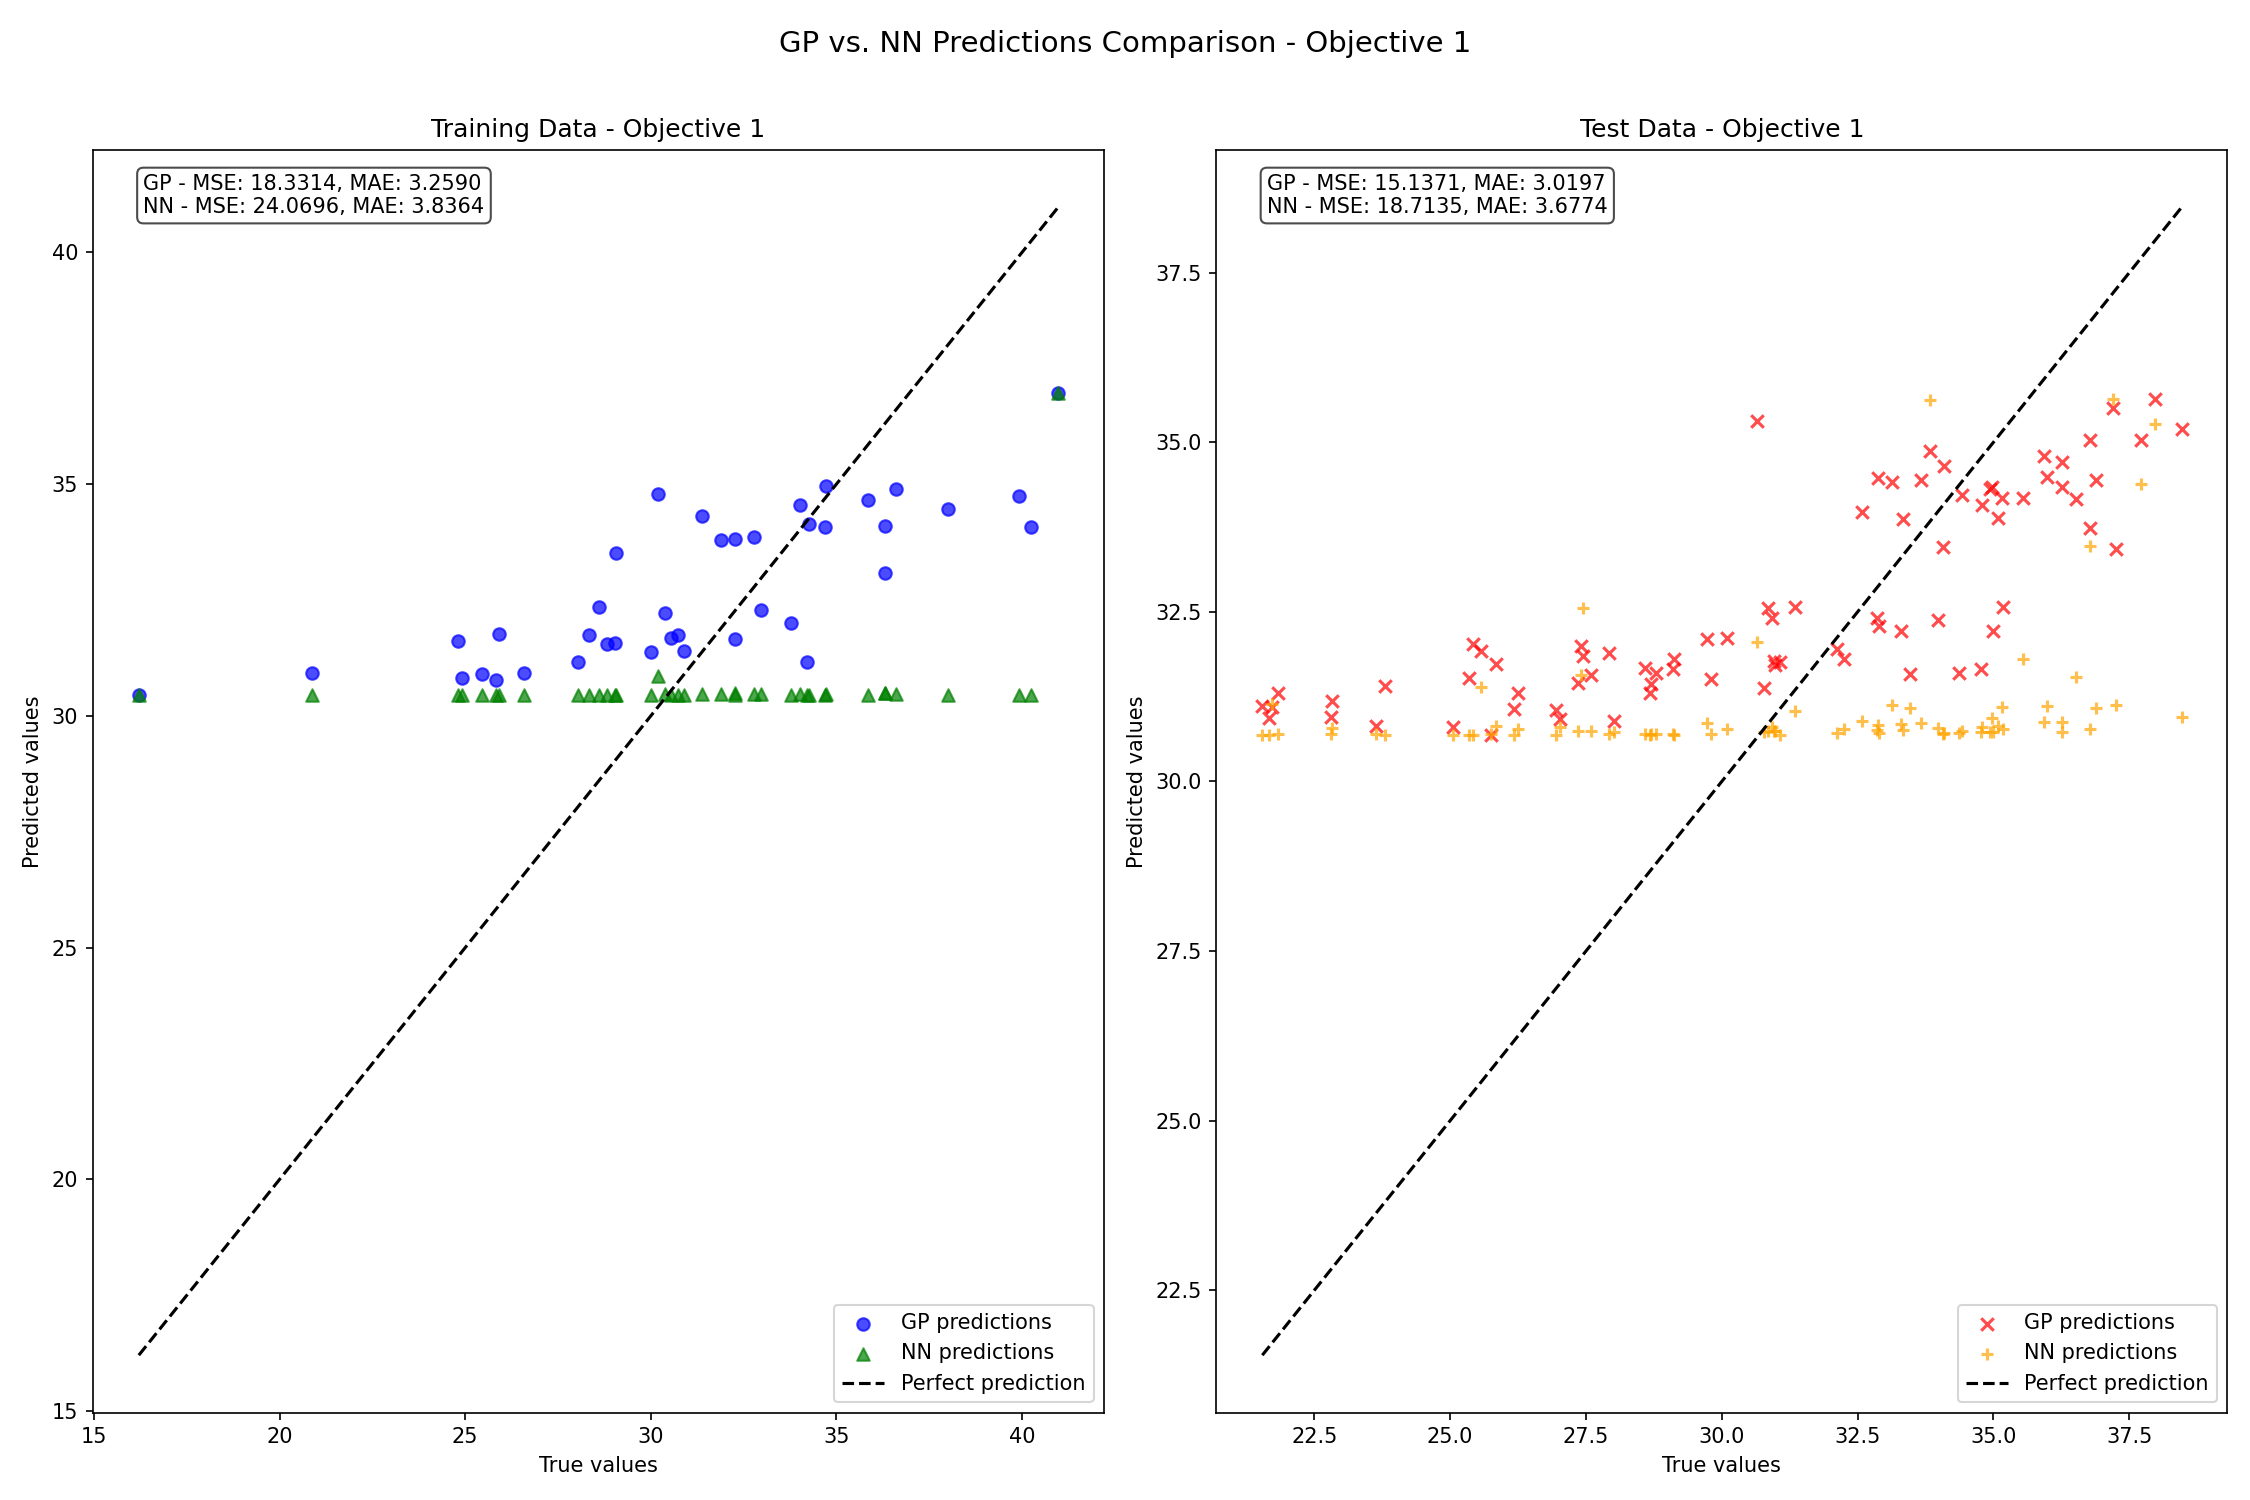 GP vs. NN Predictions Comparison - Objective 1
Training Data - Objective 1
GP - MSE: 18.3314, MAE: 3.2590
NN - MSE: 24.0696, MAE: 3.8364
Predicted values
40
35
30
25
20
15
15 20 25 30 35 40
True values
GP predictions
NN predictions
Perfect prediction
Test Data - Objective 1
GP - MSE: 15.1371, MAE: 3.0197
NN - MSE: 18.7135, MAE: 3.6774
Predicted values
37.5
35.0
32.5
30.0
27.5
25.0
22.5
22.5 25.0 27.5 30.0 32.5 35.0 37.5
True values
GP predictions
NN predictions
Perfect prediction